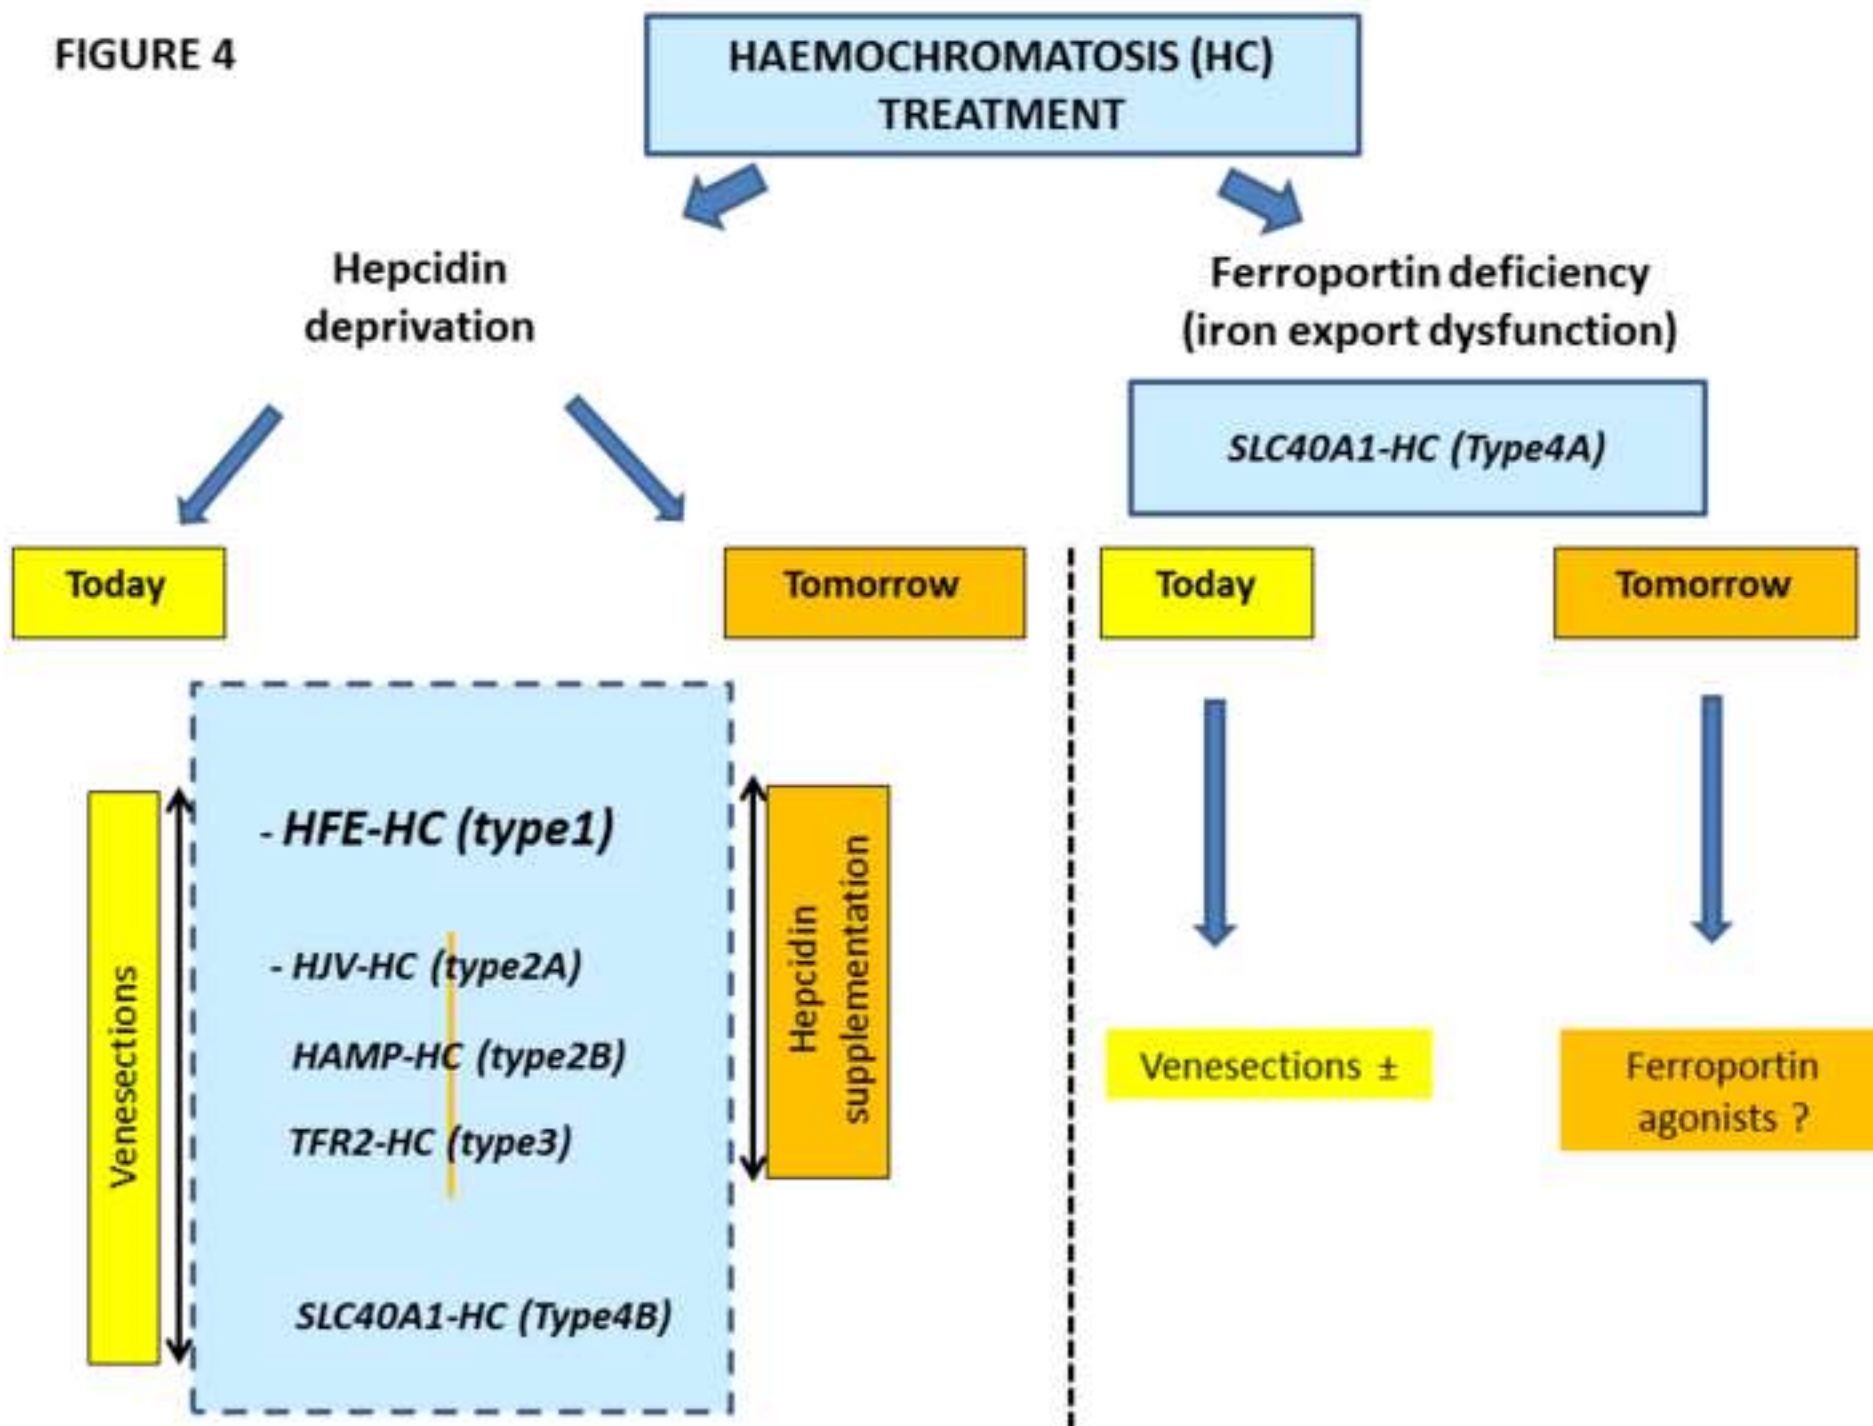 FIGURE 4
HAEMOCHROMATOSIS (HC)
TREATMENT
Hepcidin
deprivation
Ferroportin deficiency
(iron export dysfunction)
SLC40A1-HC (Type4A)
Today
Tomorrow
Today
Tomorrow
Venesections
- HFE-HC (type1)
- HJV-HC (type2A)
HAMP-HC (type2B)
TFR2-HC (type3)
SLC40A1-HC (Type4B)
Hepcidin
supplementation
Venesections ±
Ferroportin
agonists ?